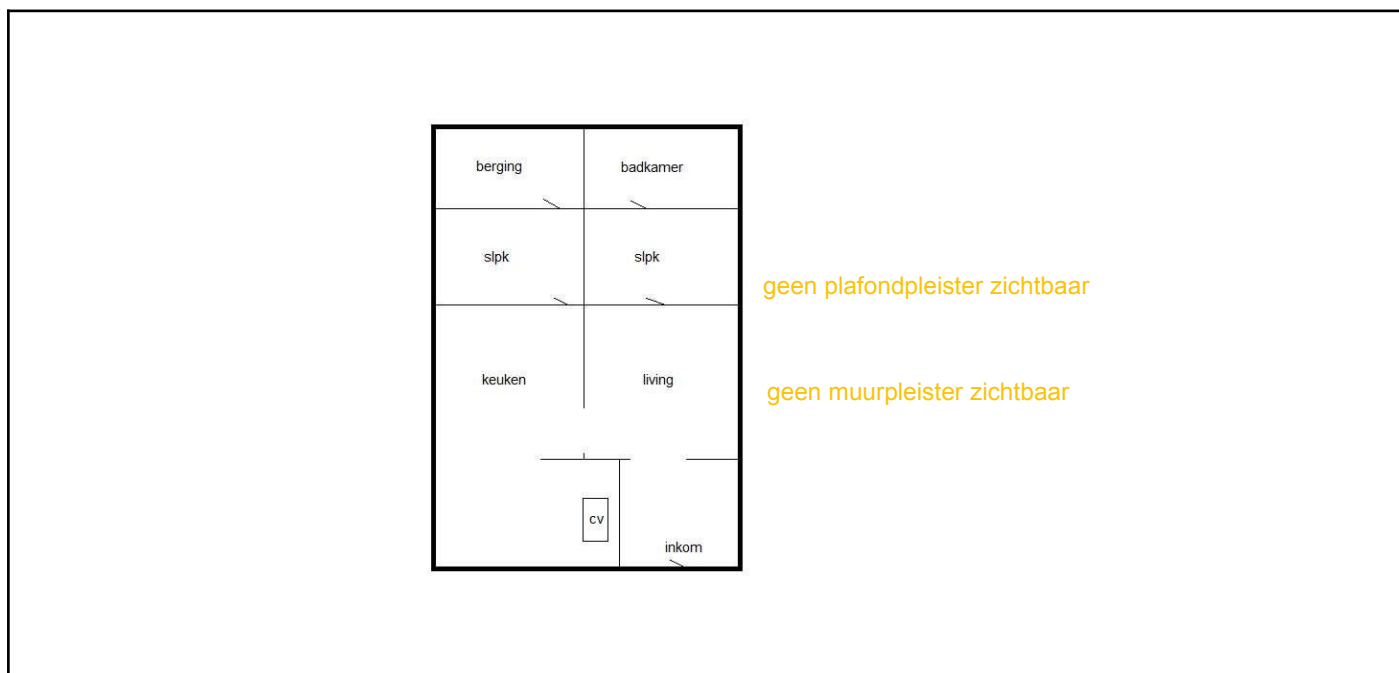 berging
badkamer
slpk
slpk
geen plafondpleister zichtbaar
keuken
living
geen muurpleister zichtbaar
cv
inkom